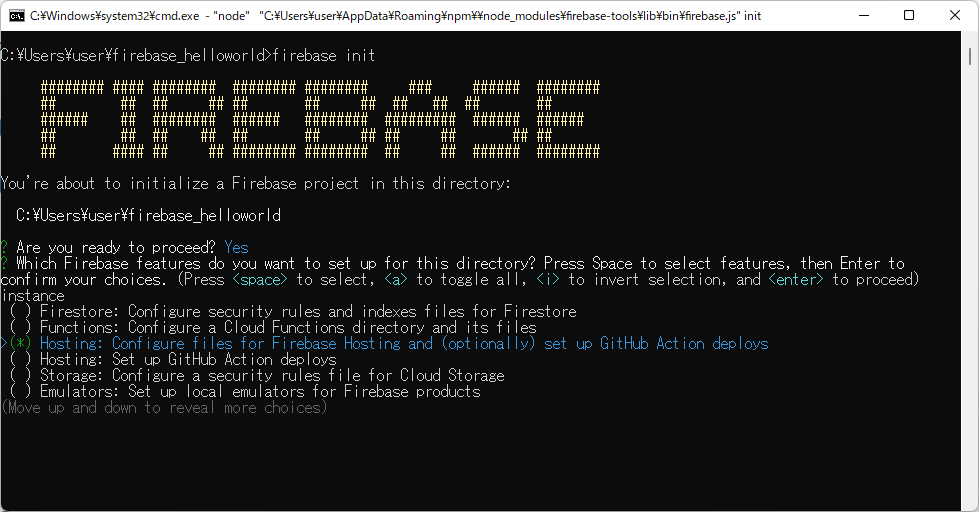 C:¥Windows¥system32¥cmd.exe - "node" "C:¥Users¥user¥AppData¥Roaming¥npm¥¥node_modules¥firebase-tools¥lib¥bin¥firebase.js" init
C:¥Users¥user¥firebase_helloworld>firebase init
FIREBASE
You're about to initialize a Firebase project in this directory:
C:¥Users¥user¥firebase_helloworld
? Are you ready to proceed? Yes
? Which Firebase features do you want to set up for this directory? Press Space to select features, then Enter to
confirm your choices. (Press <space> to select, <a> to toggle all, <i> to invert selection, and <enter> to proceed)
instance
( ) Firestore: Configure security rules and indexes files for Firestore
( ) Functions: Configure a Cloud Functions directory and its files
>(*) Hosting: Configure files for Firebase Hosting and (optionally) set up GitHub Action deploys
( ) Hosting: Set up GitHub Action deploys
( ) Storage: Configure a security rules file for Cloud Storage
( ) Emulators: Set up local emulators for Firebase products
(Move up and down to reveal more choices)